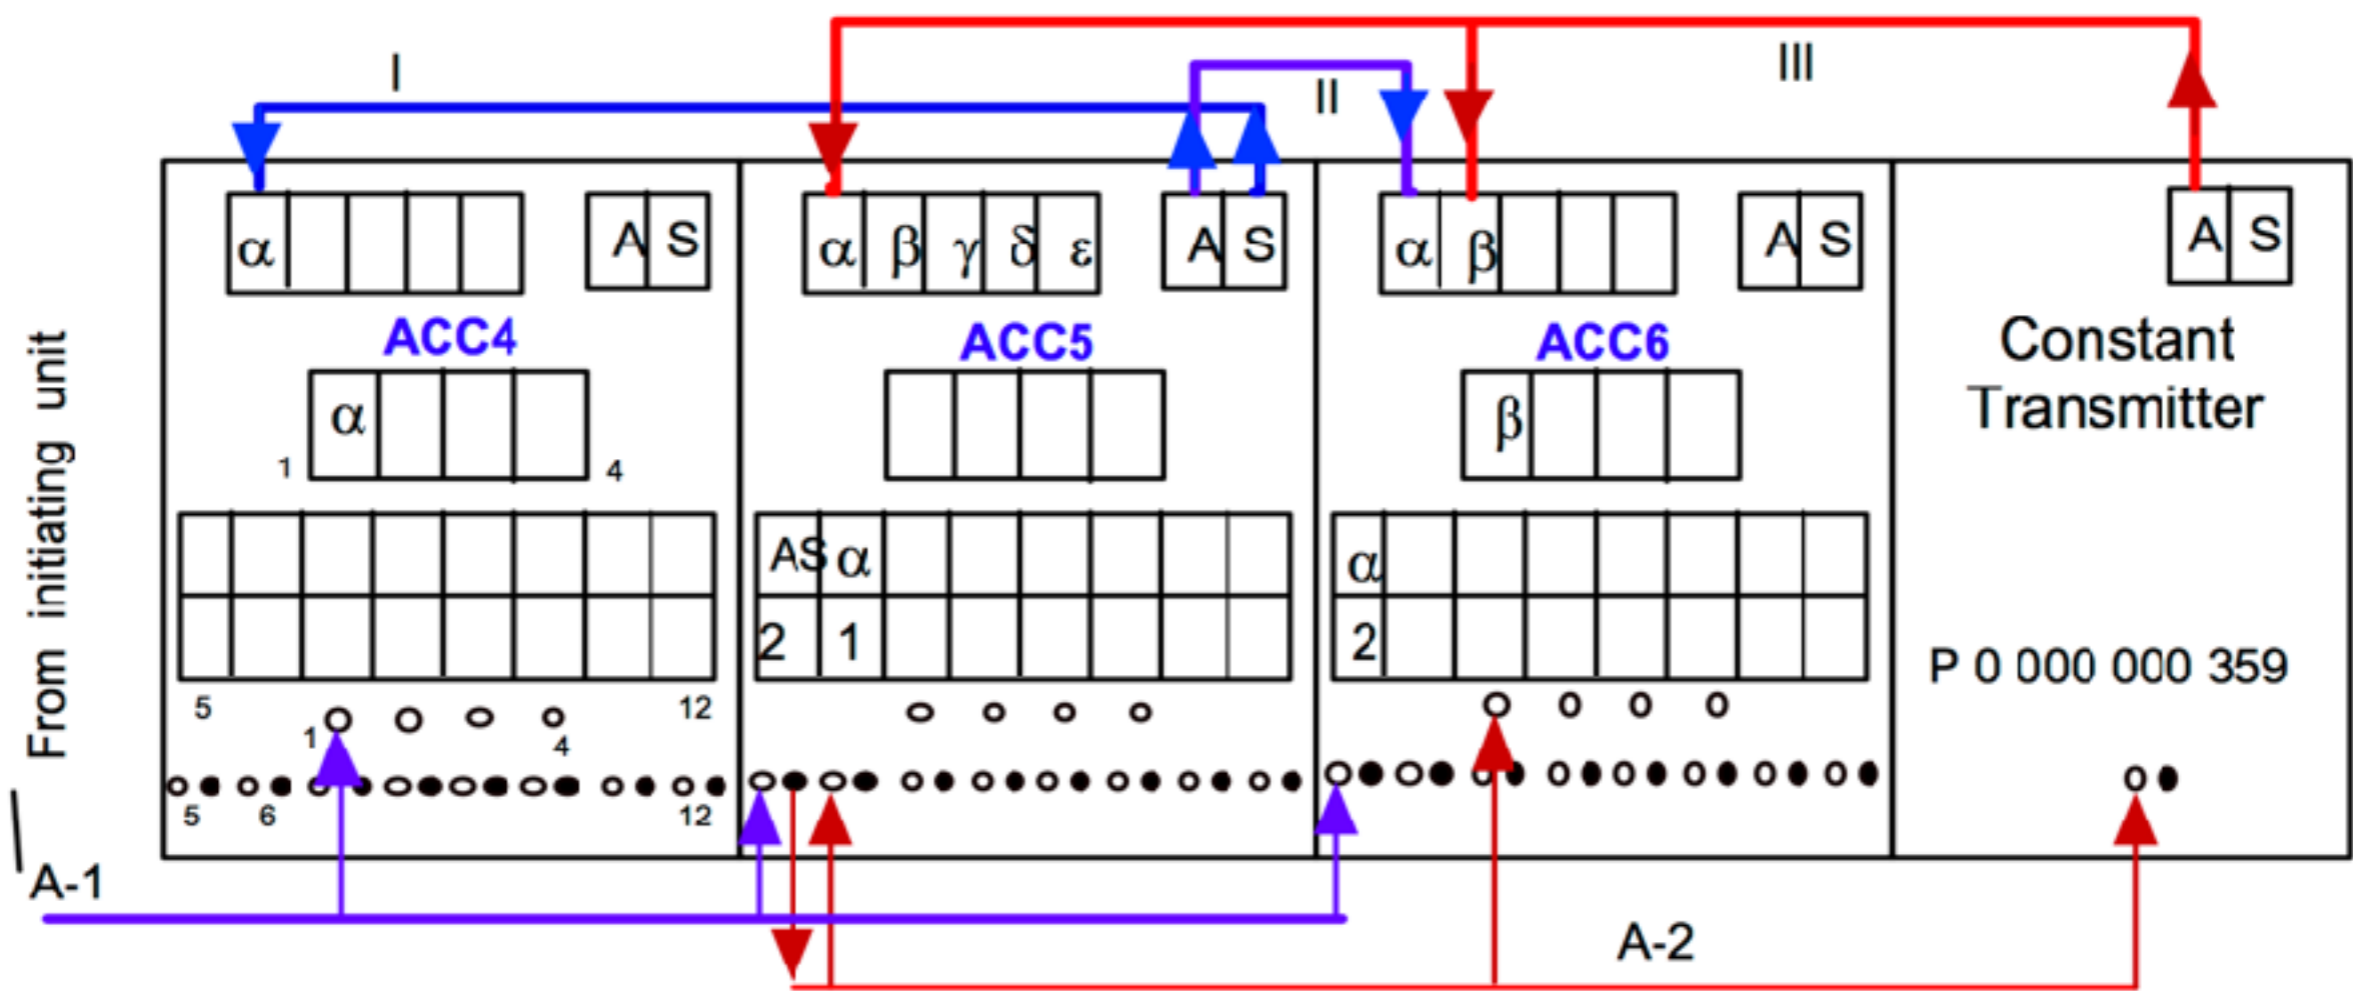 I
II
III
α
A S
α β γ δ ε
A S
α β
A S
A S
ACC4
ACC5
ACC6
Constant
Transmitter
α
1
4
β
AS α
2 1
α
2
P 0 000 000 359
5
12
1
4
5
6
12
From initiating unit
A-1
A-2